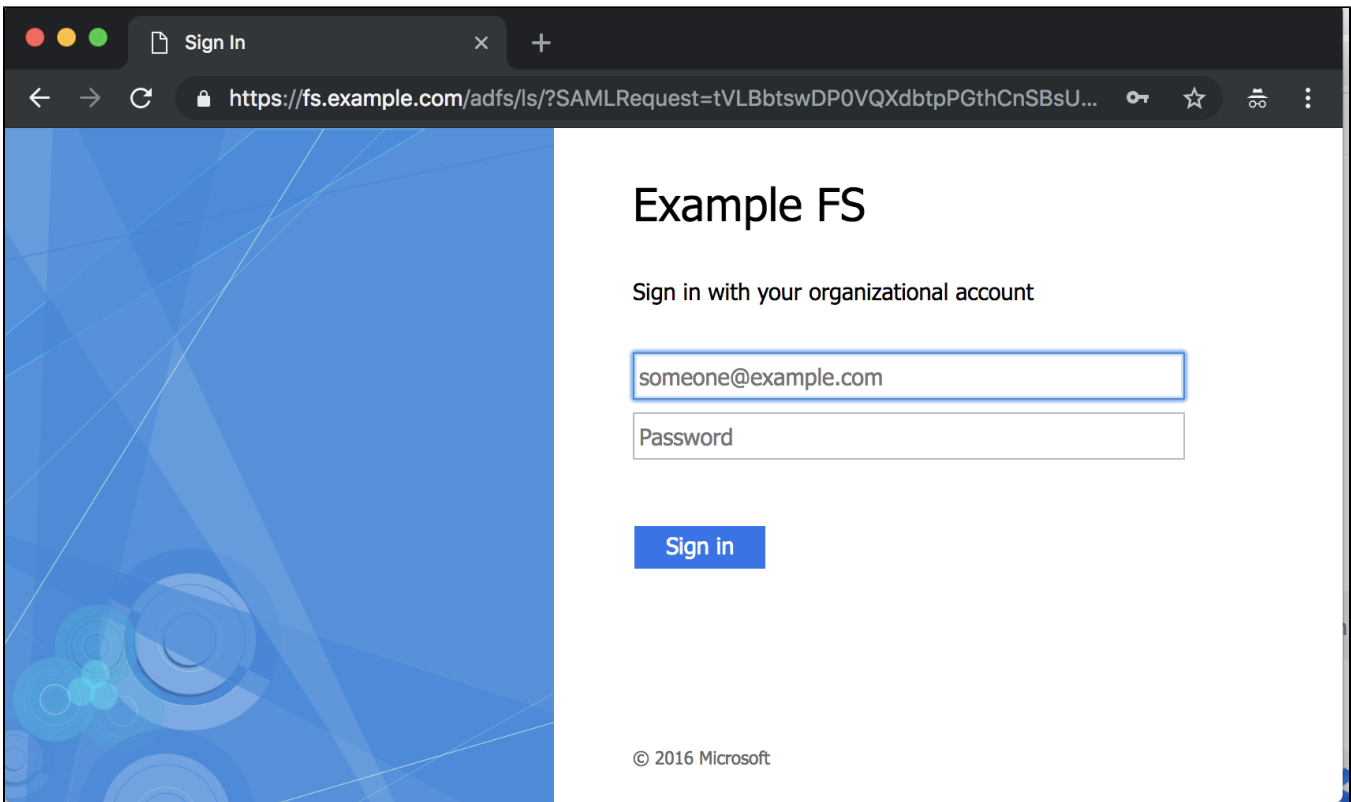 Sign In
https://fs.example.com/adfs/ls/?SAMLRequest=tVLBbtswDP0VQXdbtpPGthCnSBsU...
Example FS
Sign in with your organizational account
someone@example.com
Password
Sign in
© 2016 Microsoft